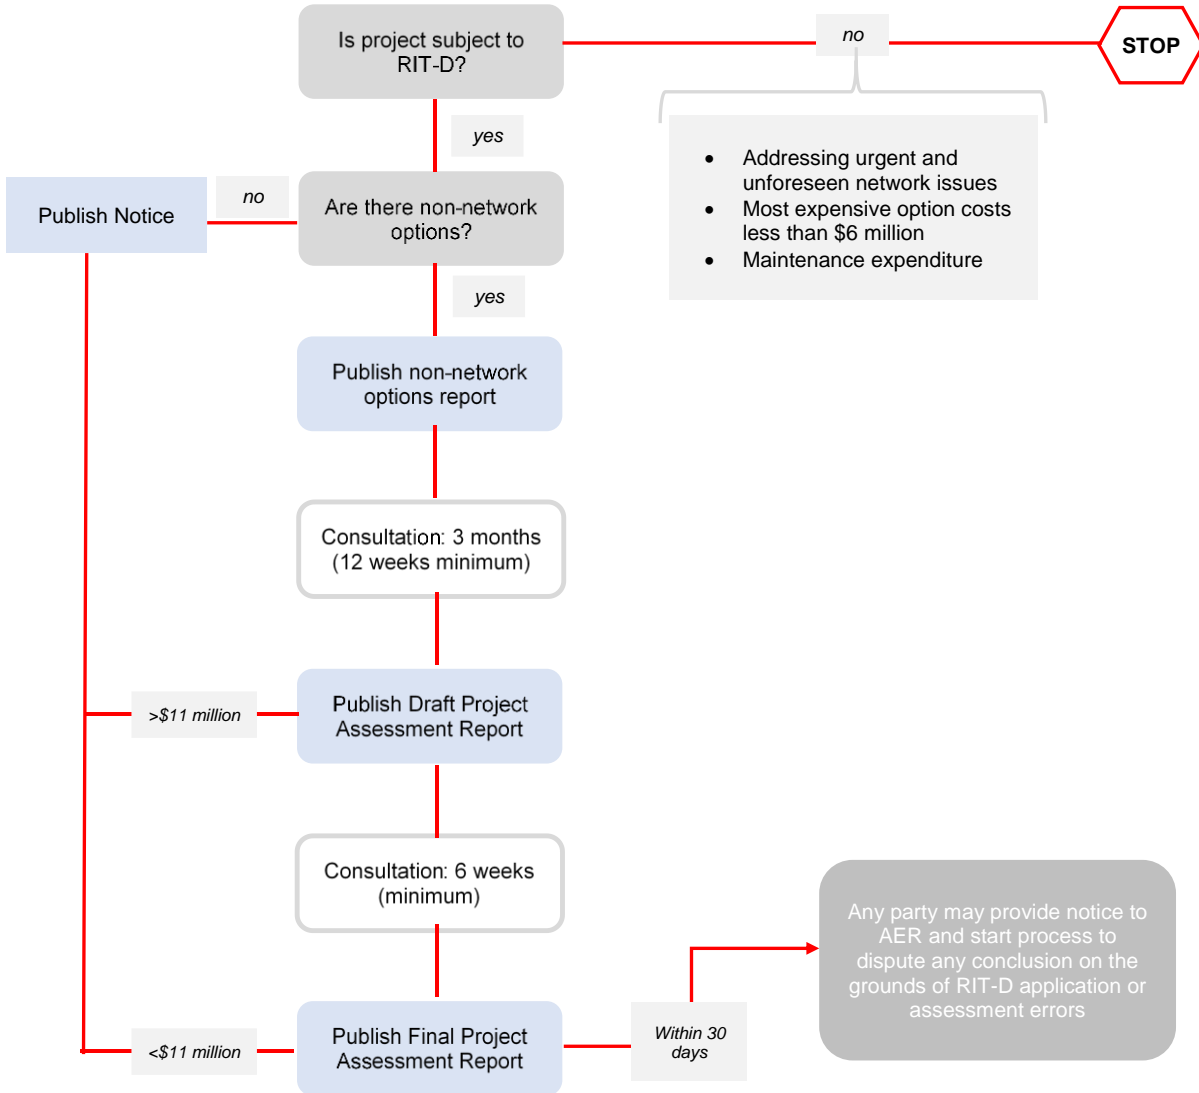 Is project subject to
RIT-D?
no
STOP
yes
• Addressing urgent and
unforeseen network issues
• Most expensive option costs
less than $6 million
• Maintenance expenditure
Publish Notice
no
Are there non-network
options?
yes
Publish non-network
options report
Consultation: 3 months
(12 weeks minimum)
>$11 million
Publish Draft Project
Assessment Report
Consultation: 6 weeks
(minimum)
Any party may provide notice to
AER and start process to
dispute any conclusion on the
grounds of RIT-D application or
assessment errors
<$11 million
Publish Final Project
Assessment Report
Within 30
days